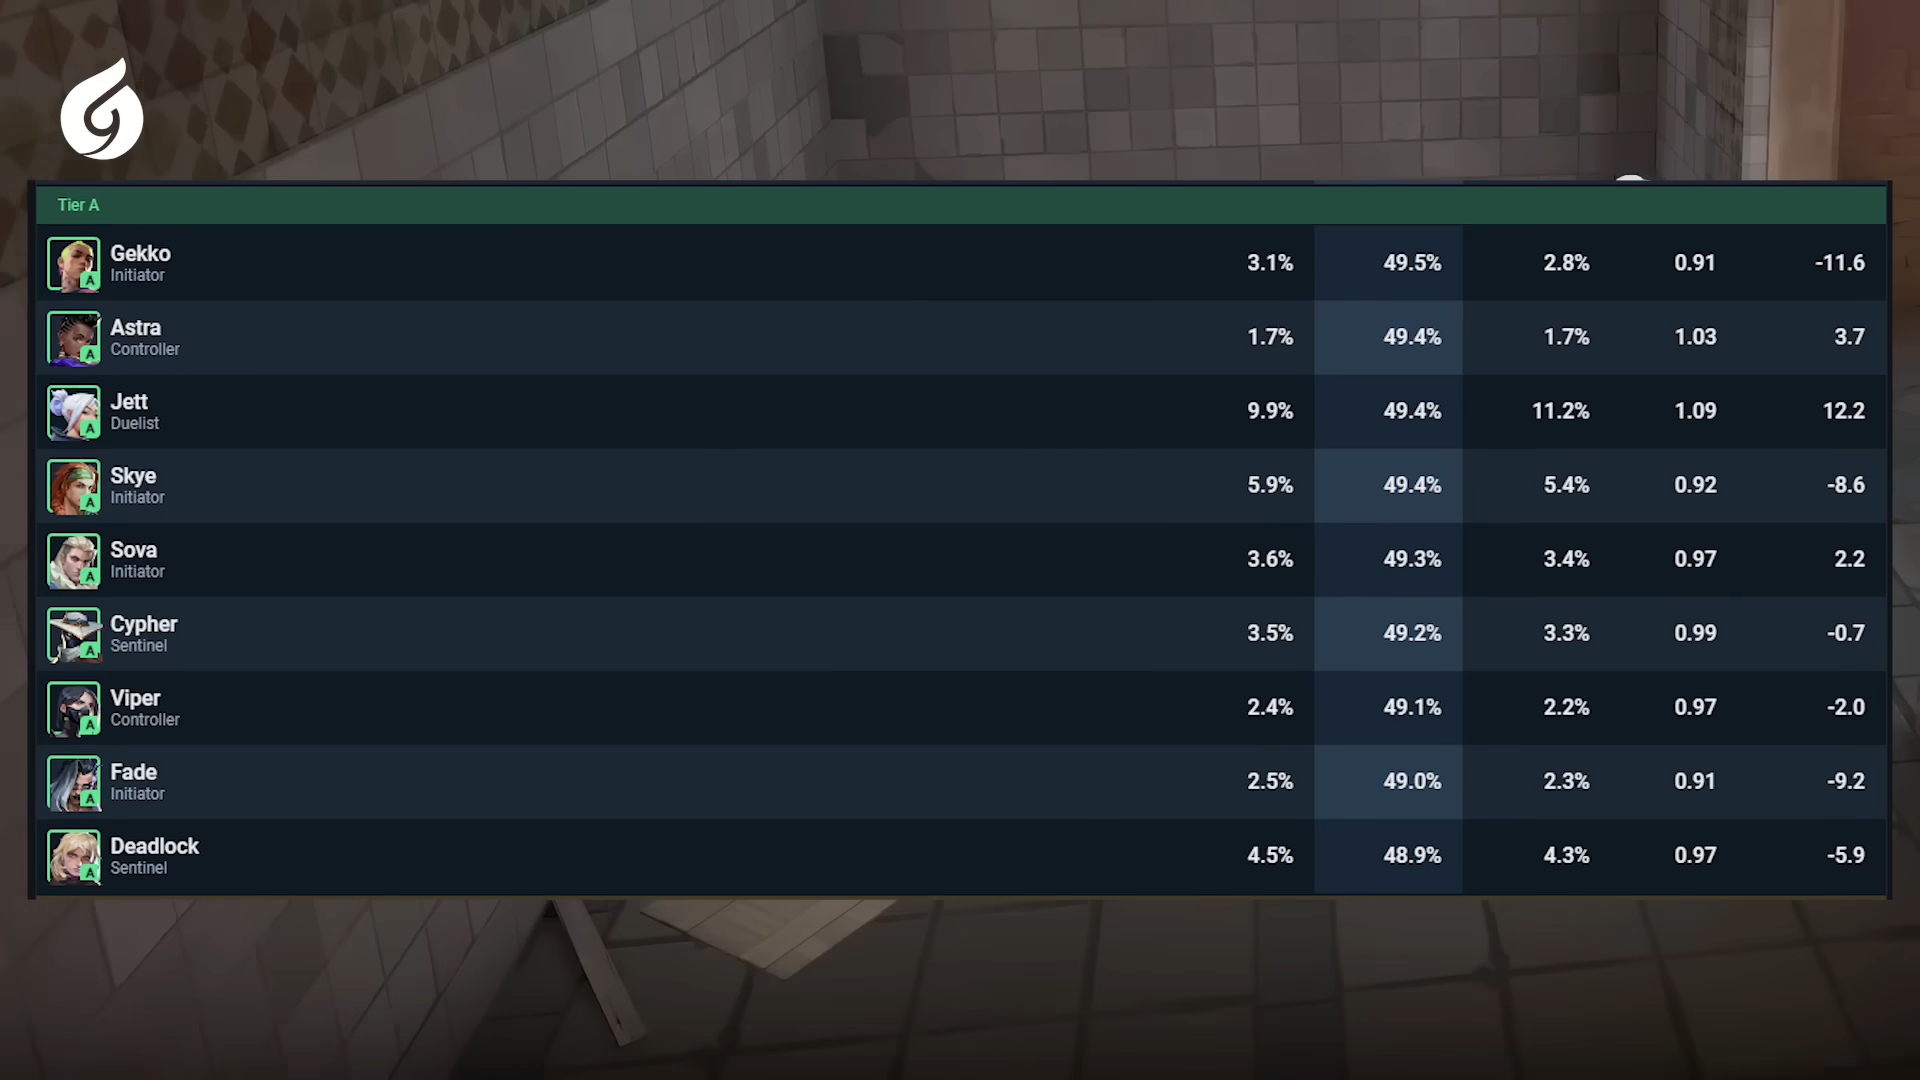 Tier A
Gekko
Initiator
3.1% 49.5% 2.8% 0.91 -11.6
A
Astra
Controller
1.7% 49.4% 1.7% 1.03 3.7
A
Jett
Duelist
9.9% 49.4% 11.2% 1.09 12.2
A
Skye
Initiator
5.9% 49.4% 5.4% 0.92 -8.6
A
Sova
Initiator
3.6% 49.3% 3.4% 0.97 2.2
A
Cypher
Sentinel
3.5% 49.2% 3.3% 0.99 -0.7
A
Viper
Controller
2.4% 49.1% 2.2% 0.97 -2.0
A
Fade
Initiator
2.5% 49.0% 2.3% 0.91 -9.2
A
Deadlock
Sentinel
4.5% 48.9% 4.3% 0.97 -5.9
A